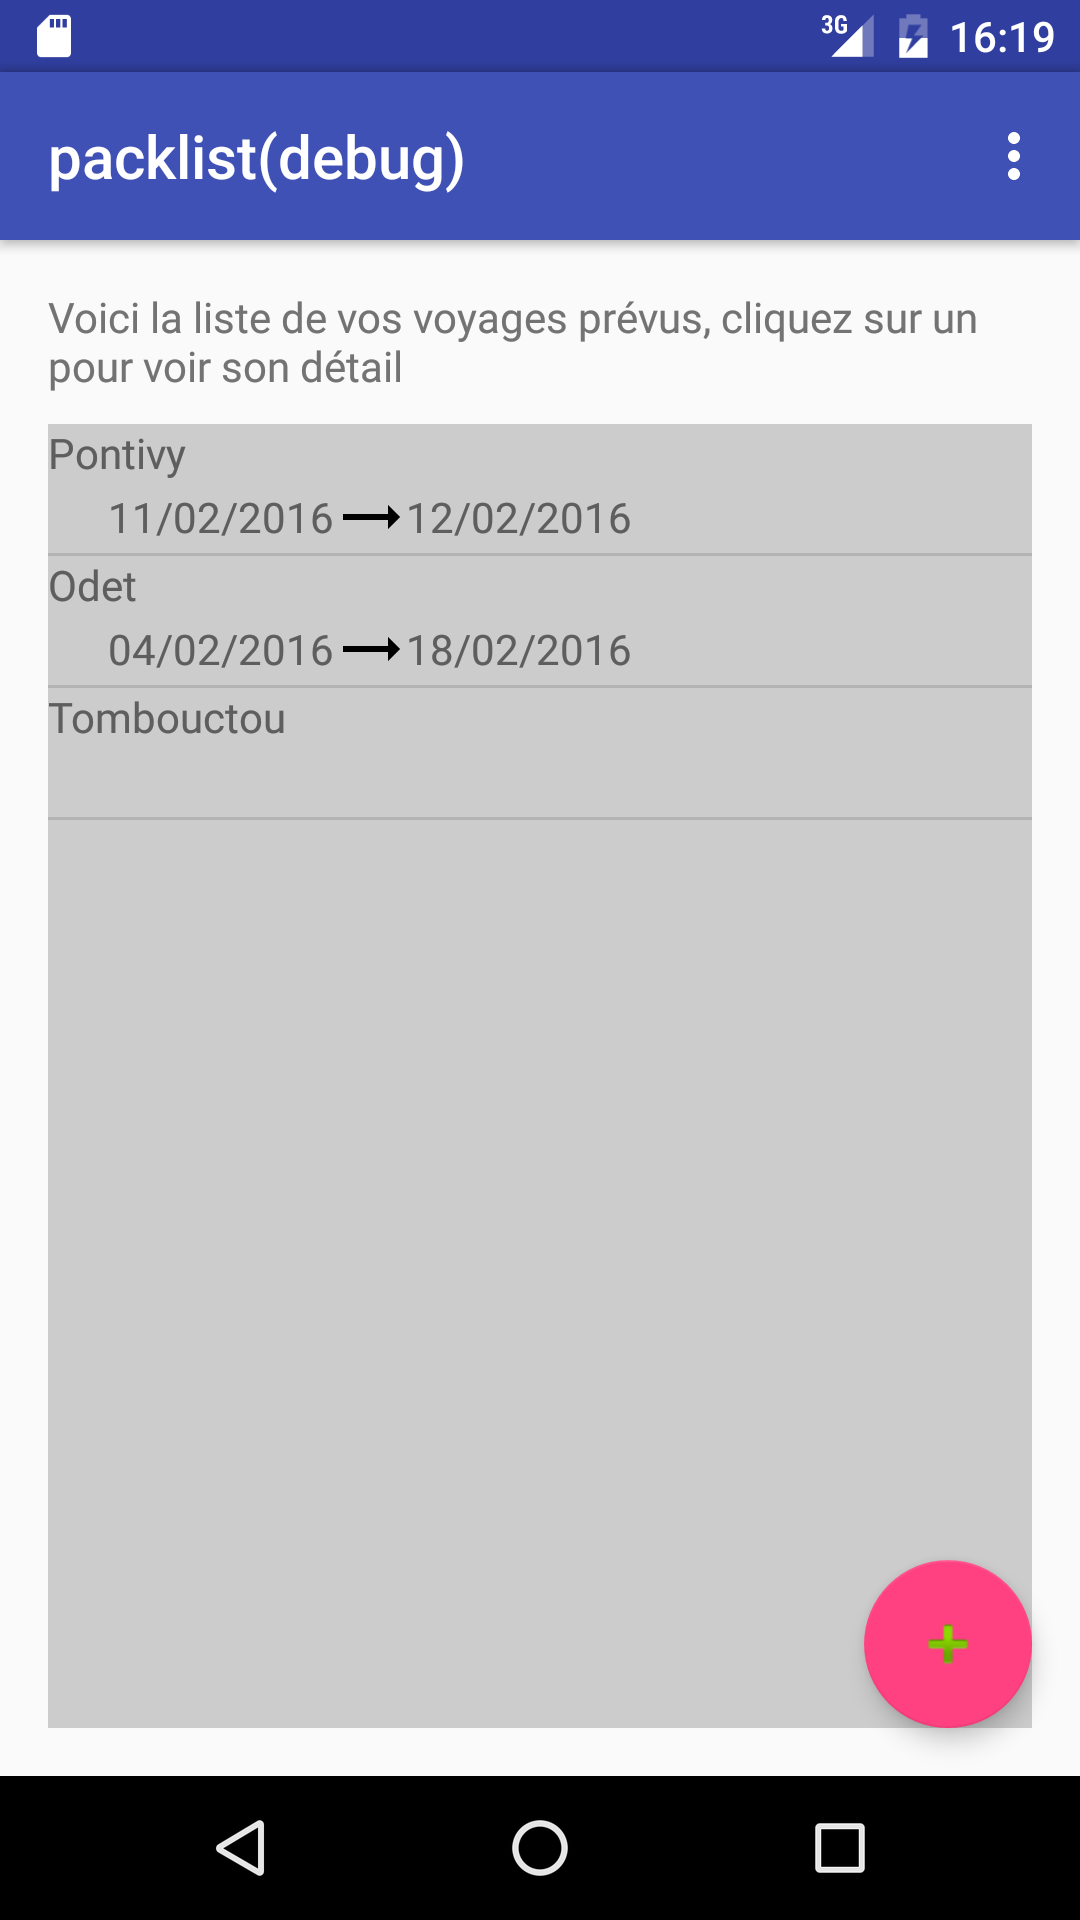 3G 16:19
packlist(debug)
Voici la liste de vos voyages prévus, cliquez sur un
pour voir son détail
Pontivy
11/02/2016 → 12/02/2016
Odet
04/02/2016 → 18/02/2016
Tombouctou